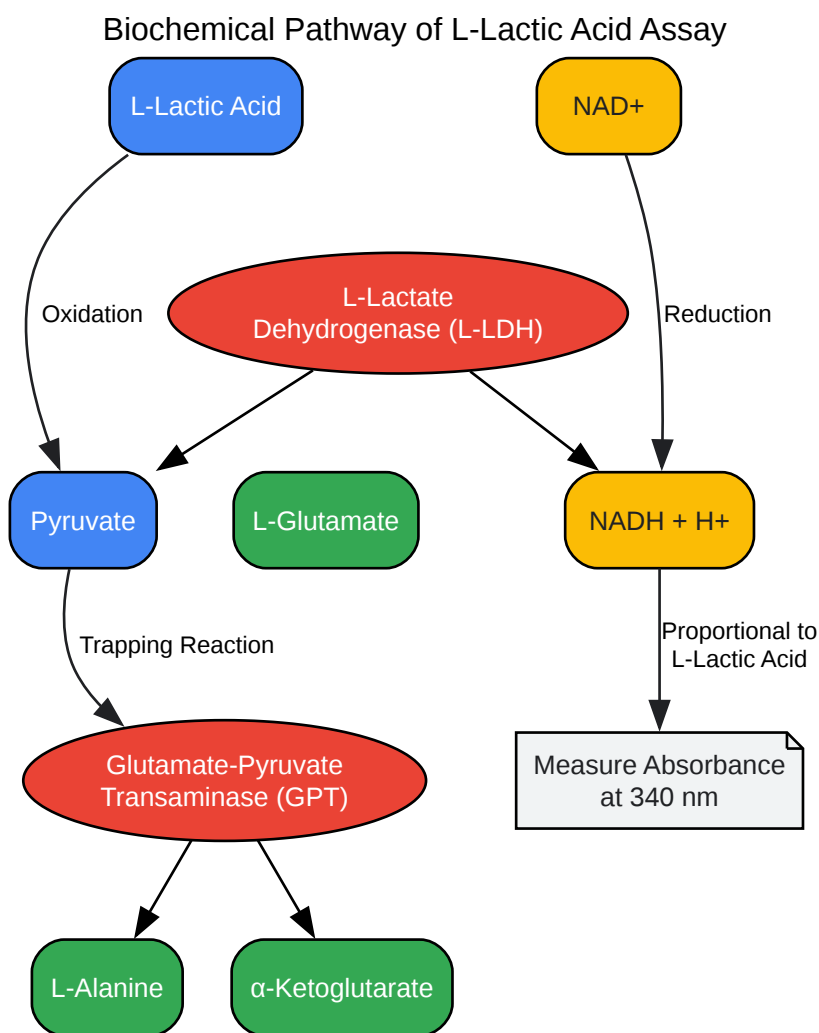 Biochemical Pathway of L-Lactic Acid Assay
L-Lactic Acid
NAD+
L-Lactate
Dehydrogenase (L-LDH)
Oxidation
Reduction
Pyruvate
L-Glutamate
NADH + H+
Trapping Reaction
Proportional to
L-Lactic Acid
Glutamate-Pyruvate
Transaminase (GPT)
Measure Absorbance
at 340 nm
L-Alanine
α-Ketoglutarate